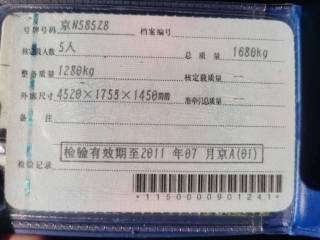 号牌号码 京N58528 档案编号
核定载人数 5人 总质量 1680kg
整备质量 1280kg 核定载质量 --
外廓尺寸 4520×1755×1450 准牵引总质量 --
备注
检验有效期至2011年07月京A(01)
检验记录
*1150000901241*